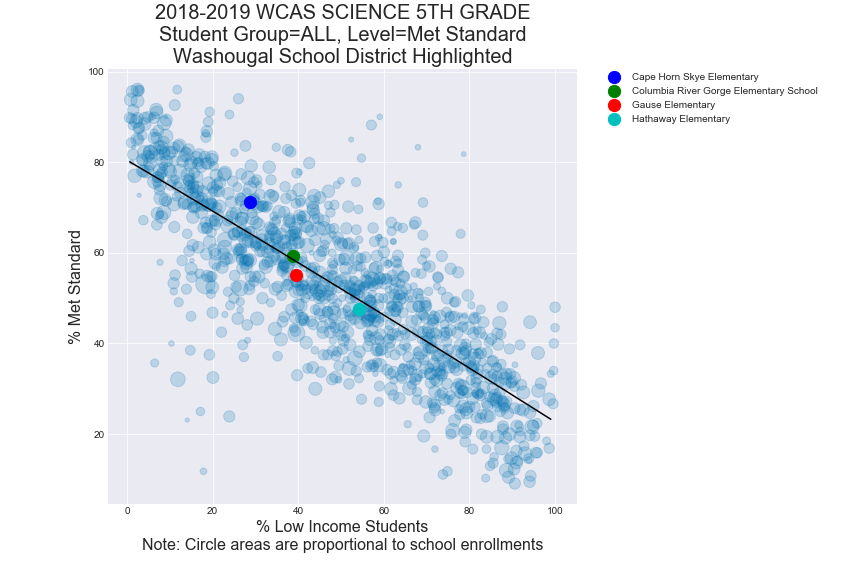 2018-2019 WCAS SCIENCE 5TH GRADE
Student Group=ALL, Level=Met Standard
Washougal School District Highlighted
Cape Horn Skye Elementary
Columbia River Gorge Elementary School
Gause Elementary
Hathaway Elementary
% Met Standard
100
80
60
40
20
0 20 40 60 80 100
% Low Income Students
Note: Circle areas are proportional to school enrollments